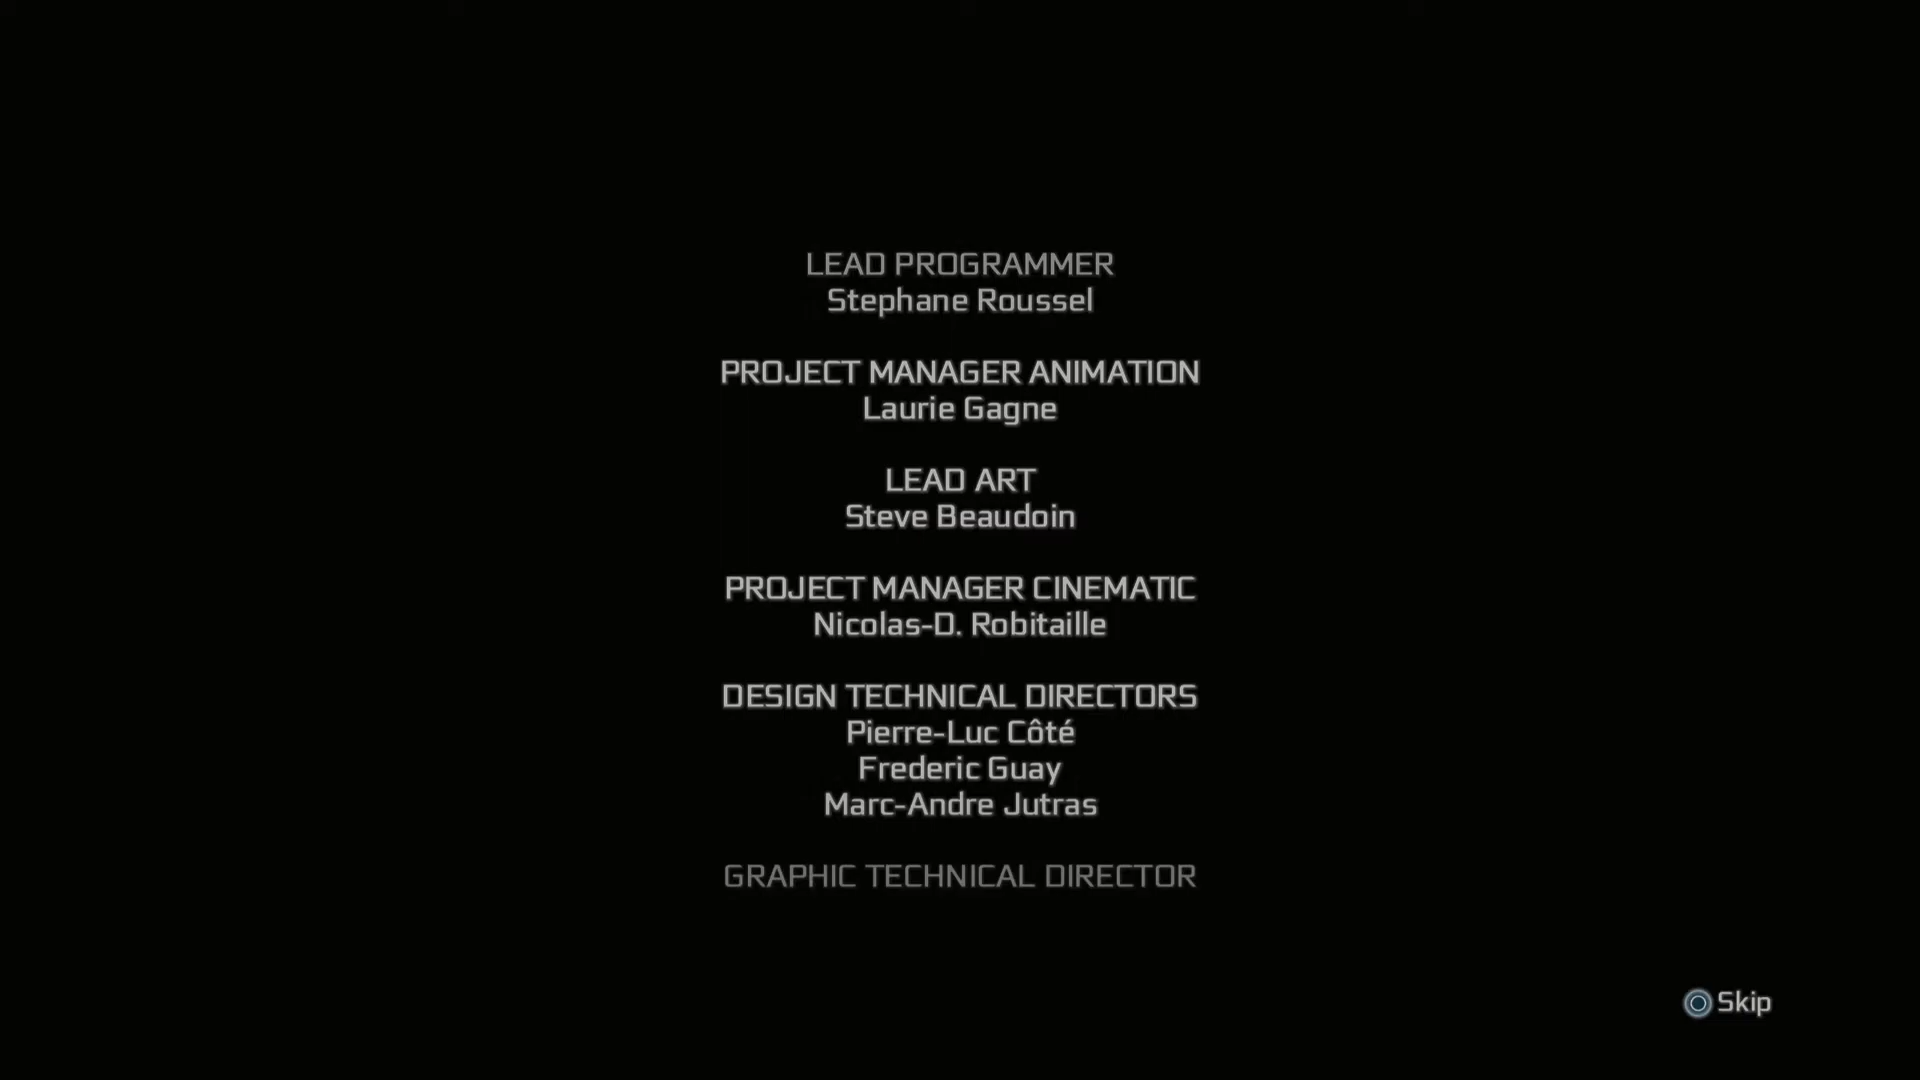 LEAD PROGRAMMER
Stephane Roussel
PROJECT MANAGER ANIMATION
Laurie Gagne
LEAD ART
Steve Beaudoin
PROJECT MANAGER CINEMATIC
Nicolas-D. Robitaille
DESIGN TECHNICAL DIRECTORS
Pierre-Luc Côté
Frederic Guay
Marc-Andre Jutras
GRAPHIC TECHNICAL DIRECTOR
Skip